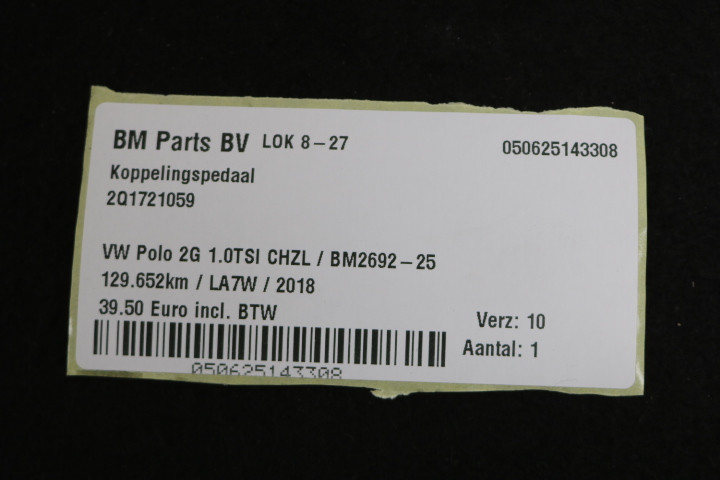 BM Parts BV LOK 8-27
050625143308
Koppelingspedaal
2Q1721059
VW Polo 2G 1.0TSI CHZL / BM2692-25
129.652km / LA7W / 2018
39.50 Euro incl. BTW
Verz: 10
Aantal: 1
050625143308